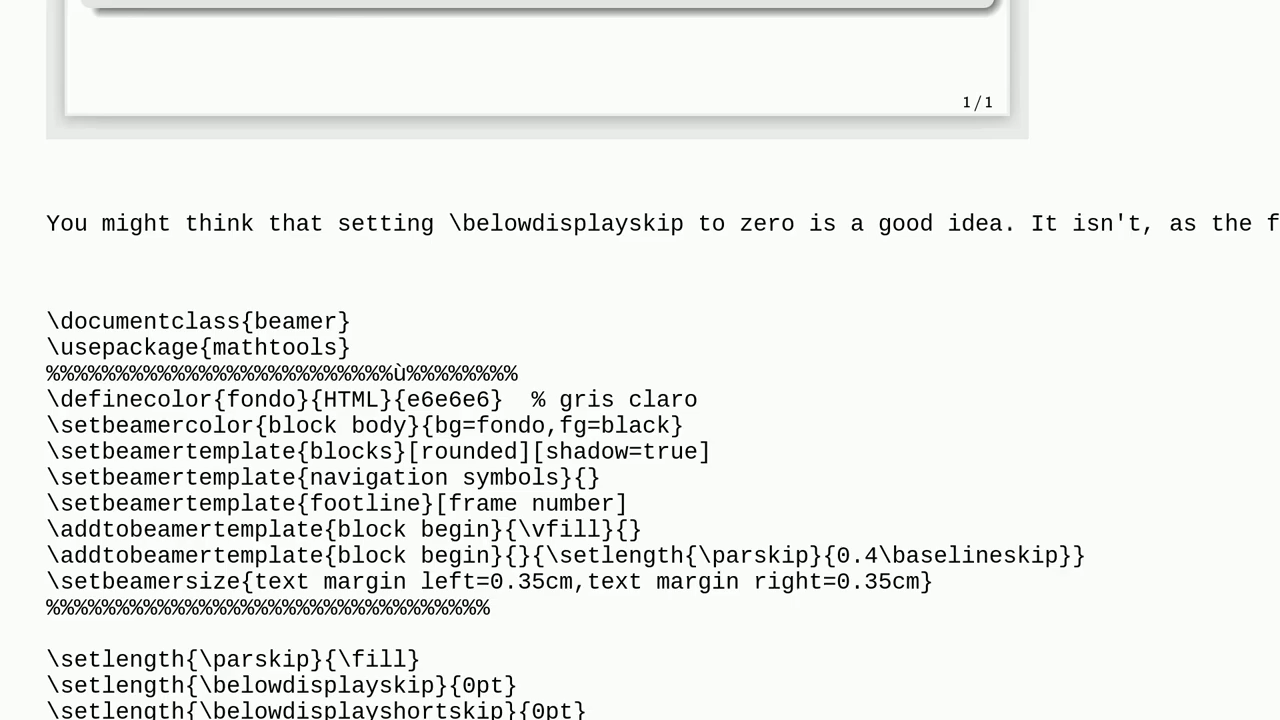 1 / 1
You might think that setting \belowdisplayskip to zero is a good idea. It isn't, as the
\documentclass{beamer}
\usepackage{mathtools}
%%%%%%%%%%%%%%%%%%%%%%%%%ù%%%%%%%%
\definecolor{fondo}{HTML}{e6e6e6}  % gris claro
\setbeamercolor{block body}{bg=fondo,fg=black}
\setbeamertemplate{blocks}[rounded][shadow=true]
\setbeamertemplate{navigation symbols}{}
\setbeamertemplate{footline}[frame number]
\addtobeamertemplate{block begin}{\vfill}{}
\addtobeamertemplate{block begin}{}{\setlength{\parskip}{0.4\baselineskip}}
\setbeamersize{text margin left=0.35cm,text margin right=0.35cm}
%%%%%%%%%%%%%%%%%%%%%%%%%%%%%%%%
\setlength{\parskip}{\fill}
\setlength{\belowdisplayskip}{0pt}
\setlength{\belowdisplayshortskip}{0pt}